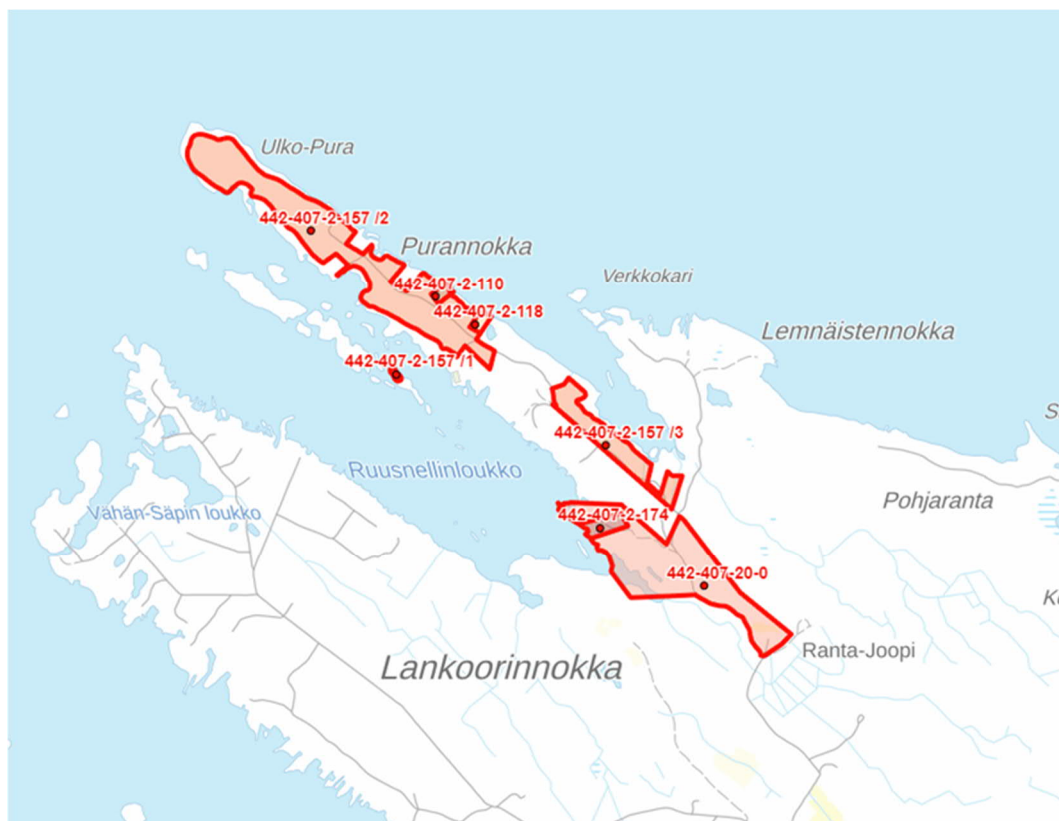 Ulko-Pura
442-407-2-157 /2
Purannokka
Verkkokari
442-407-2-110
442-407-2-118
Lemnäistennokka
442-407-2-157 /1
442-407-2-157 /3
Ruusnellinloukko
Pohjaranta
Vähän-Säpin loukko
442-407-2-174
442-407-20-0
Ranta-Joopi
Lankoorinnokka